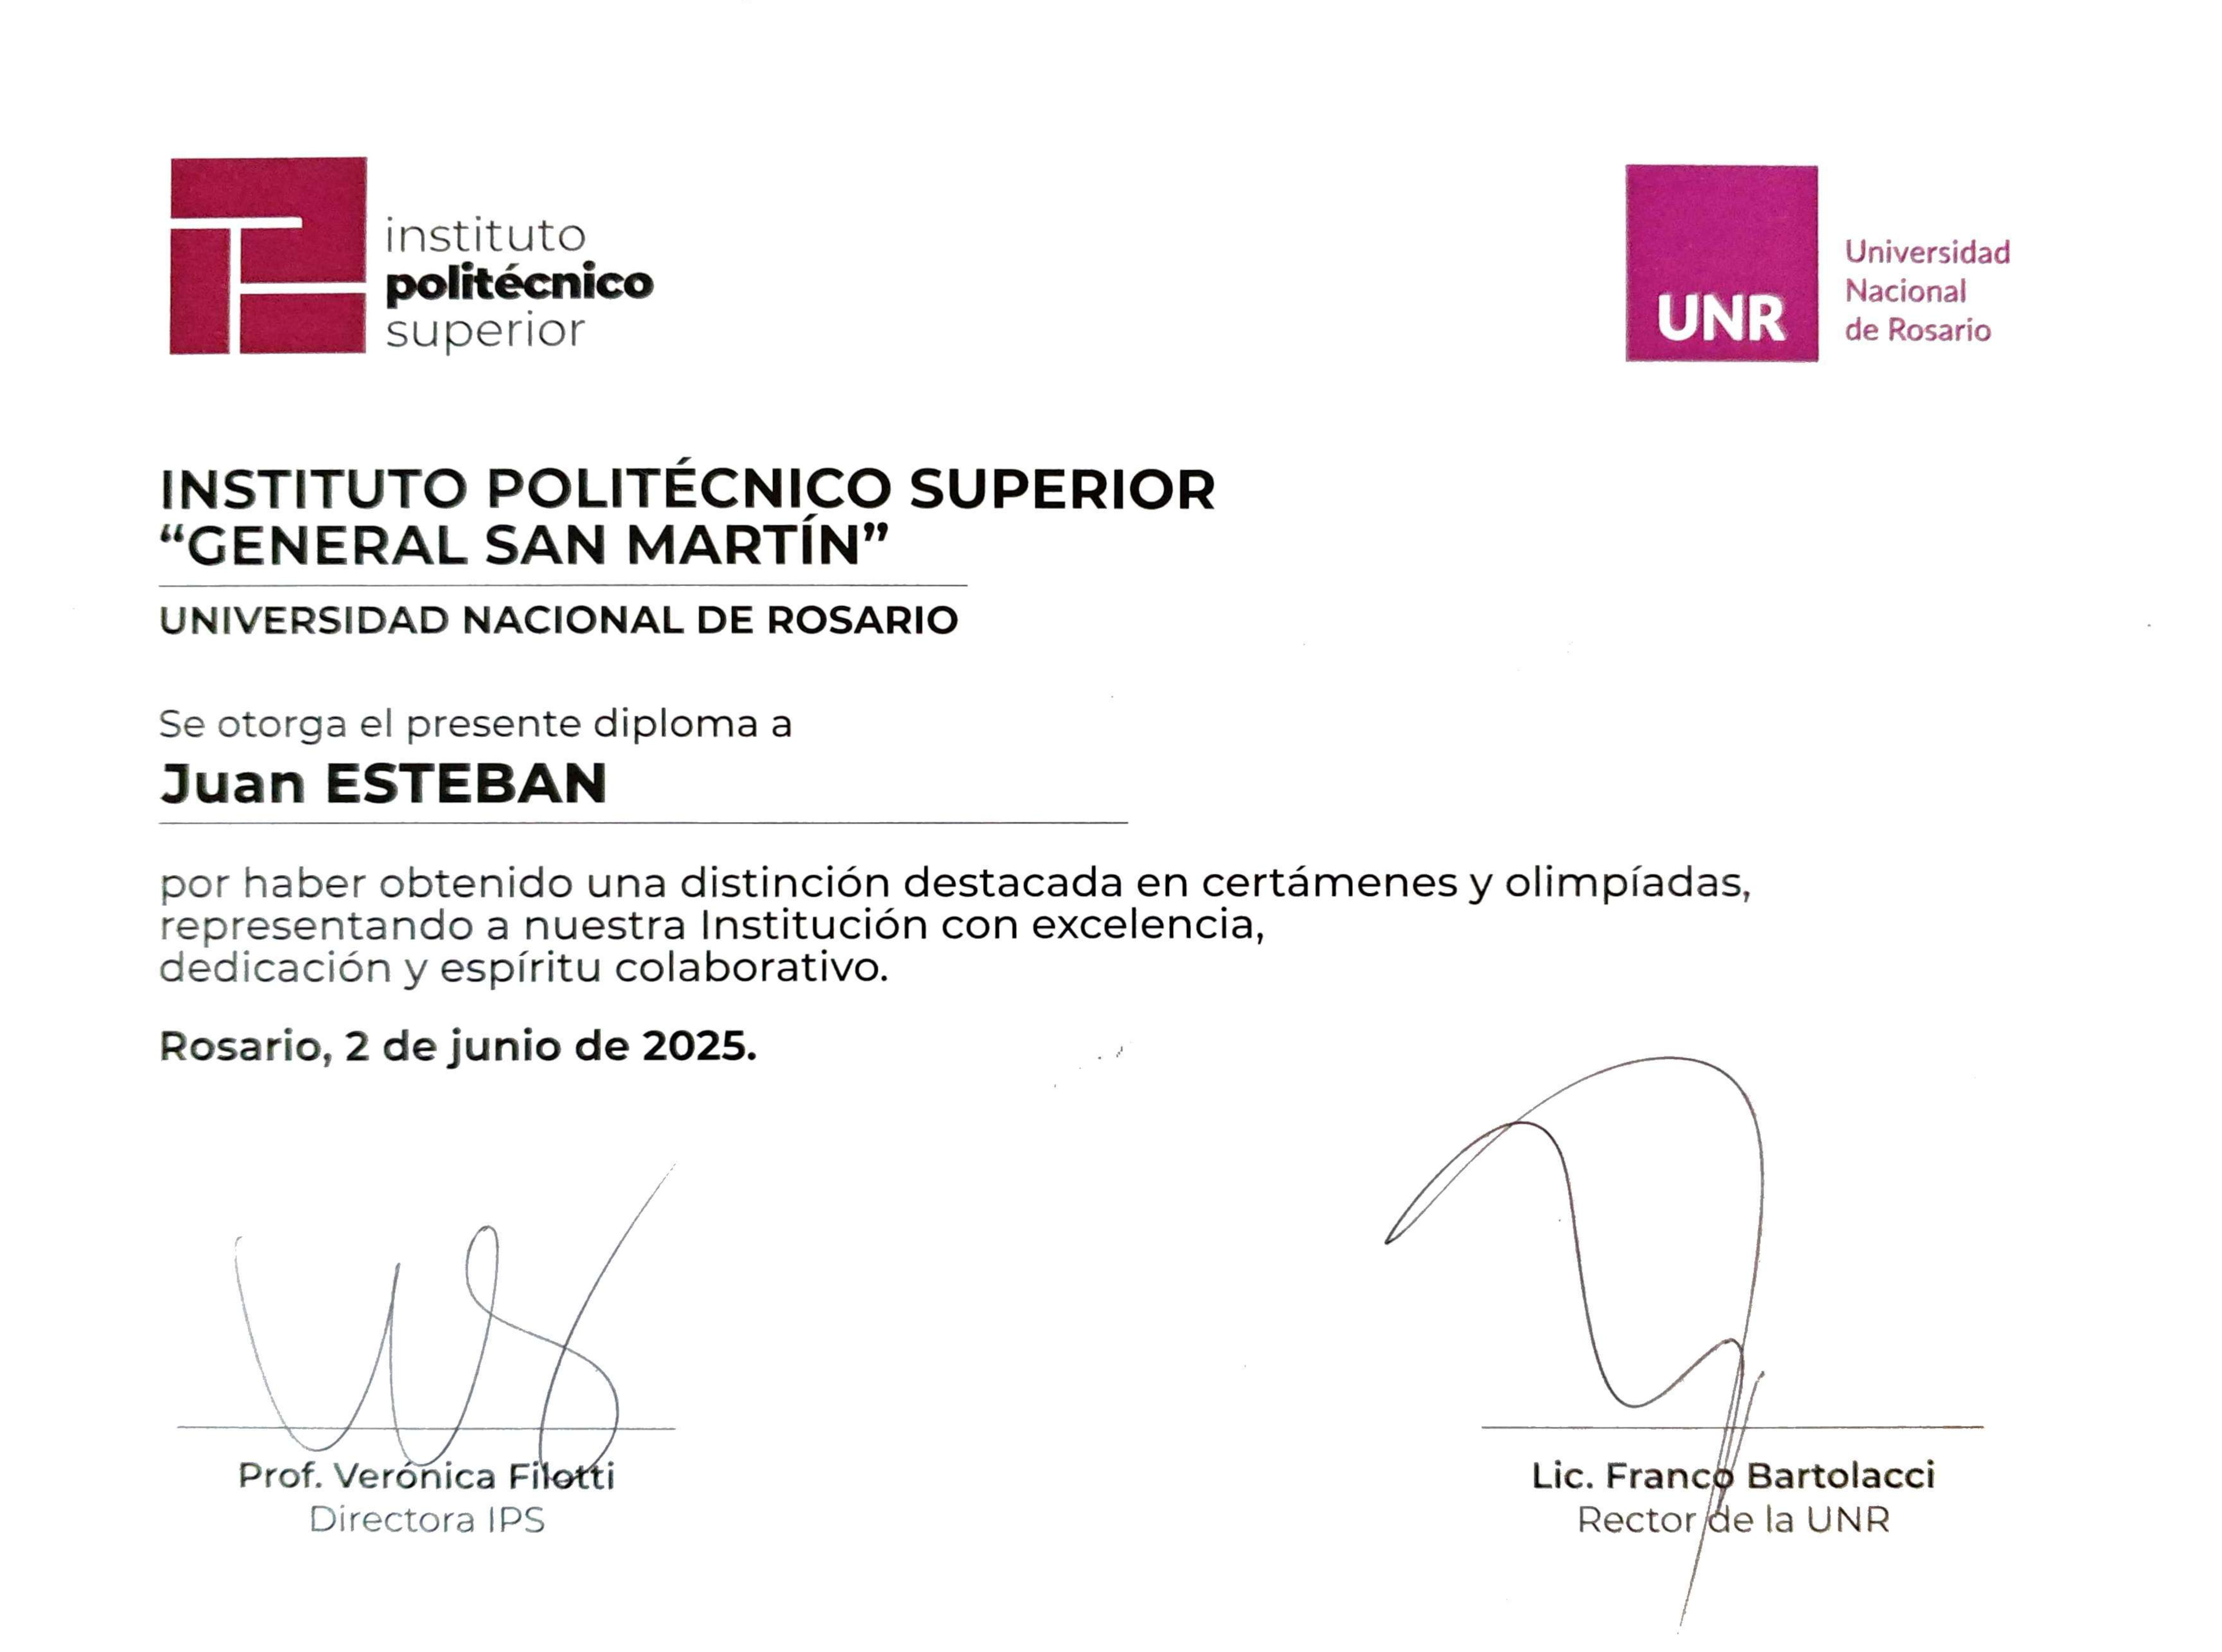 instituto
politécnico
superior
UNR
Universidad
Nacional
de Rosario
INSTITUTO POLITÉCNICO SUPERIOR
“GENERAL SAN MARTÍN”
UNIVERSIDAD NACIONAL DE ROSARIO
Se otorga el presente diploma a
Juan ESTEBAN
por haber obtenido una distinción destacada en certámenes y olimpíadas,
representando a nuestra Institución con excelencia,
dedicación y espíritu colaborativo.
Rosario, 2 de junio de 2025.
Prof. Verónica Filotti
Directora IPS
Lic. Franco Bartolacci
Rector de la UNR